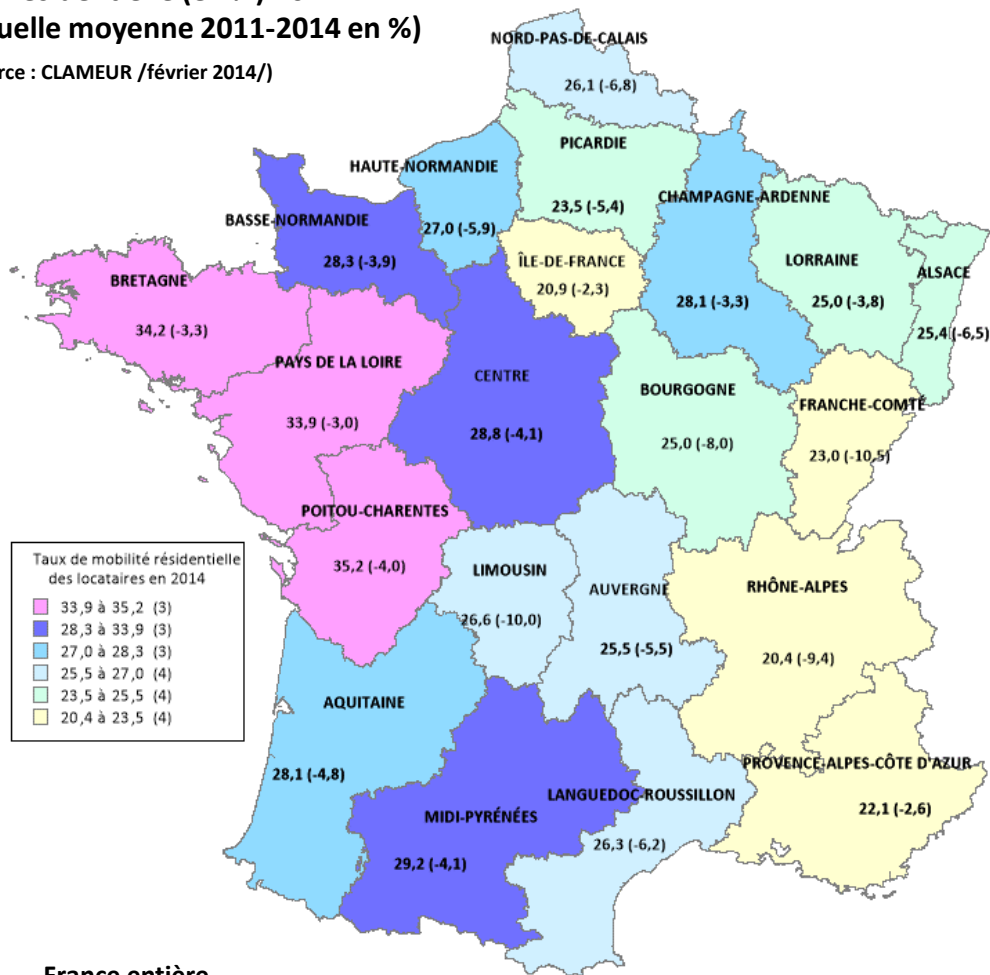 uelle moyenne 2011-2014 en %)
rce : CLAMEUR /février 2014/)
NORD-PAS-DE-CALAIS
26,1 (-6,8)
PICARDIE
23,5 (-5,4)
HAUTE-NORMANDIE
27,0 (-5,9)
CHAMPAGNE-ARDENNE
28,1 (-3,3)
BASSE-NORMANDIE
28,3 (-3,9)
ÎLE-DE-FRANCE
20,9 (-2,3)
LORRAINE
25,0 (-3,8)
ALSACE
25,4 (-6,5)
BRETAGNE
34,2 (-3,3)
PAYS DE LA LOIRE
33,9 (-3,0)
CENTRE
28,8 (-4,1)
BOURGOGNE
25,0 (-8,0)
FRANCHE-COMTÉ
23,0 (-10,5)
POITOU-CHARENTES
35,2 (-4,0)
LIMOUSIN
26,6 (-10,0)
AUVERGNE
25,5 (-5,5)
RHÔNE-ALPES
20,4 (-9,4)
Taux de mobilité résidentielle
des locataires en 2014
33,9 à 35,2 (3)
28,3 à 33,9 (3)
27,0 à 28,3 (3)
25,5 à 27,0 (4)
23,5 à 25,5 (4)
20,4 à 23,5 (4)
AQUITAINE
28,1 (-4,8)
MIDI-PYRÉNÉES
29,2 (-4,1)
LANGUEDOC-ROUSSILLON
26,3 (-6,2)
PROVENCE-ALPES-CÔTE D'AZUR
22,1 (-2,6)
France entière